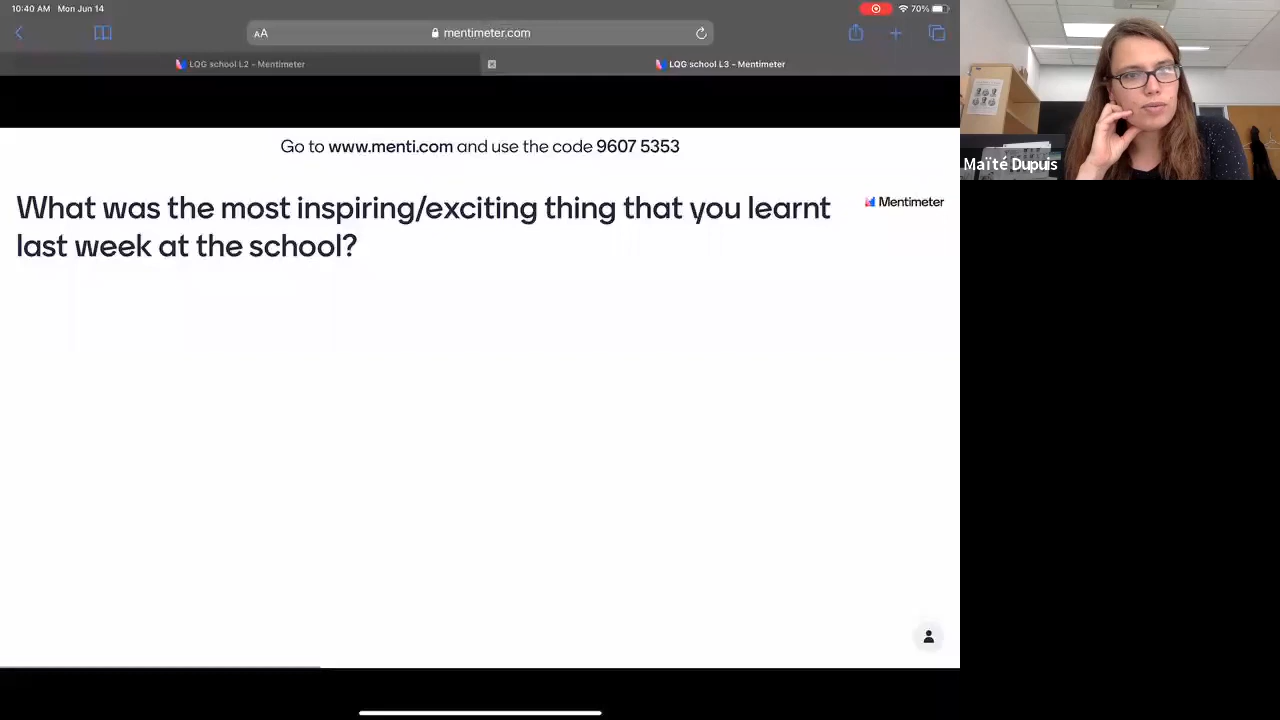 10:40 AM Mon Jun 14
70%
AA
mentimeter.com
LQG school L2 - Mentimeter
LQG school L3 - Mentimeter
Go to www.menti.com and use the code 9607 5353
What was the most inspiring/exciting thing that you learnt
last week at the school?
Mentimeter
Maïté Dupuis